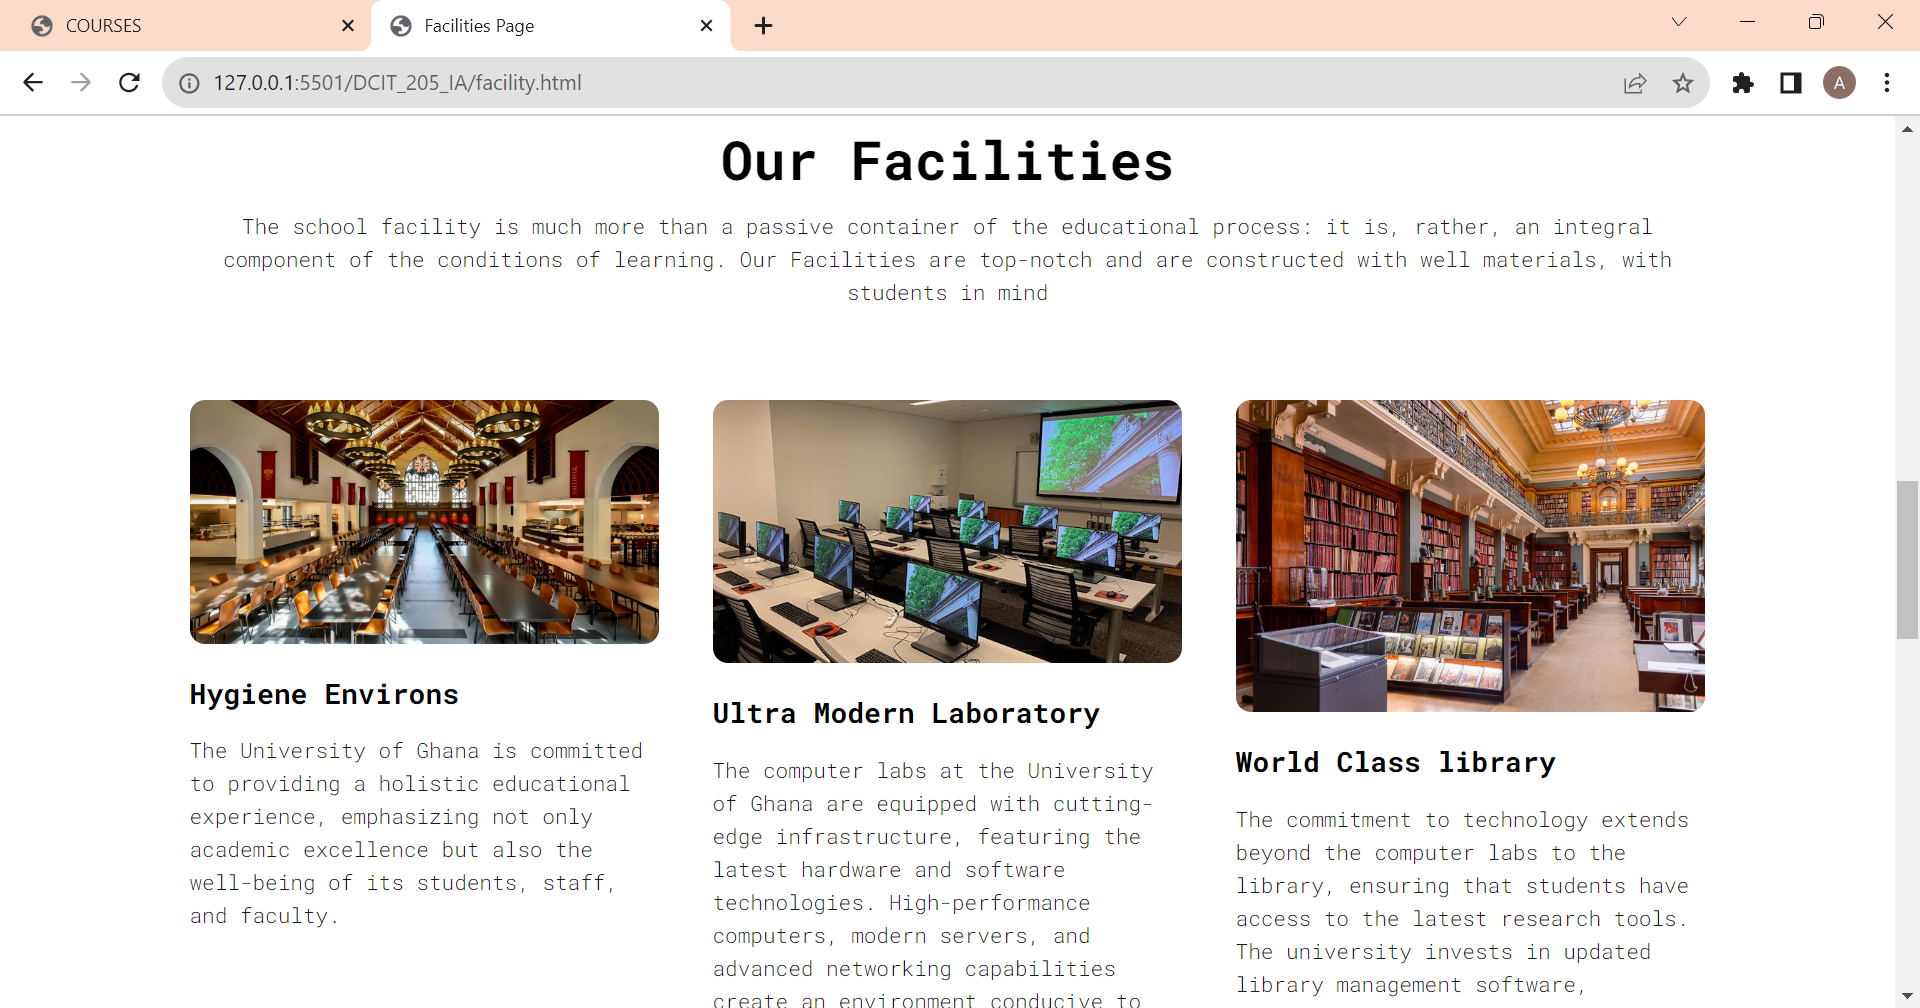 COURSES
Facilities Page
127.0.0.1:5501/DCIT_205_IA/facility.html
A
Our Facilities
The school facility is much more than a passive container of the educational process: it is, rather, an integral
component of the conditions of learning. Our Facilities are top-notch and are constructed with well materials, with
students in mind
Hygiene Environs
The University of Ghana is committed
to providing a holistic educational
experience, emphasizing not only
academic excellence but also the
well-being of its students, staff,
and faculty.
Ultra Modern Laboratory
The computer labs at the University
of Ghana are equipped with cutting-
edge infrastructure, featuring the
latest hardware and software
technologies. High-performance
computers, modern servers, and
advanced networking capabilities
create an environment conducive to
World Class library
The commitment to technology extends
beyond the computer labs to the
library, ensuring that students have
access to the latest research tools.
The university invests in updated
library management software,